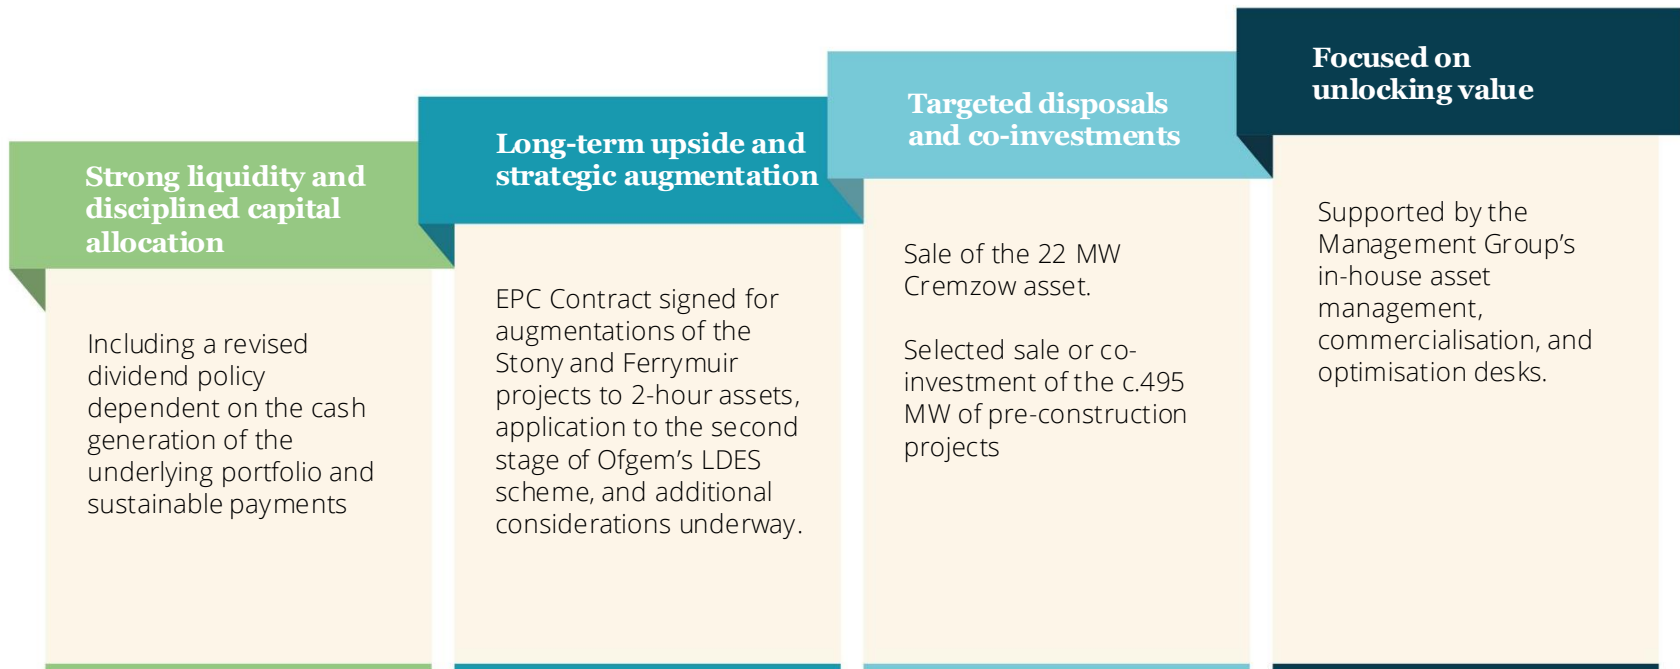 Strong liquidity and
disciplined capital
allocation
Including a revised
dividend policy
dependent on the cash
generation of the
underlying portfolio and
sustainable payments
Long-term upside and
strategic augmentation
EPC Contract signed for
augmentations of the
Stony and Ferrymuir
projects to 2-hour assets,
application to the second
stage of Ofgem’s LDES
scheme, and additional
considerations underway.
Targeted disposals
and co-investments
Sale of the 22 MW
Cremzow asset.
Selected sale or co-
investment of the c.495
MW of pre-construction
projects
Focused on
unlocking value
Supported by the
Management Group’s
in-house asset
management,
commercialisation, and
optimisation desks.